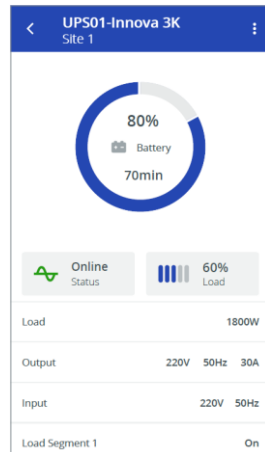 UPS01-Innova 3K
Site 1
80%
Battery
70min
Online
Status
60%
Load
Load 1800W
Output 220V 50Hz 30A
Input 220V 50Hz
Load Segment 1 On